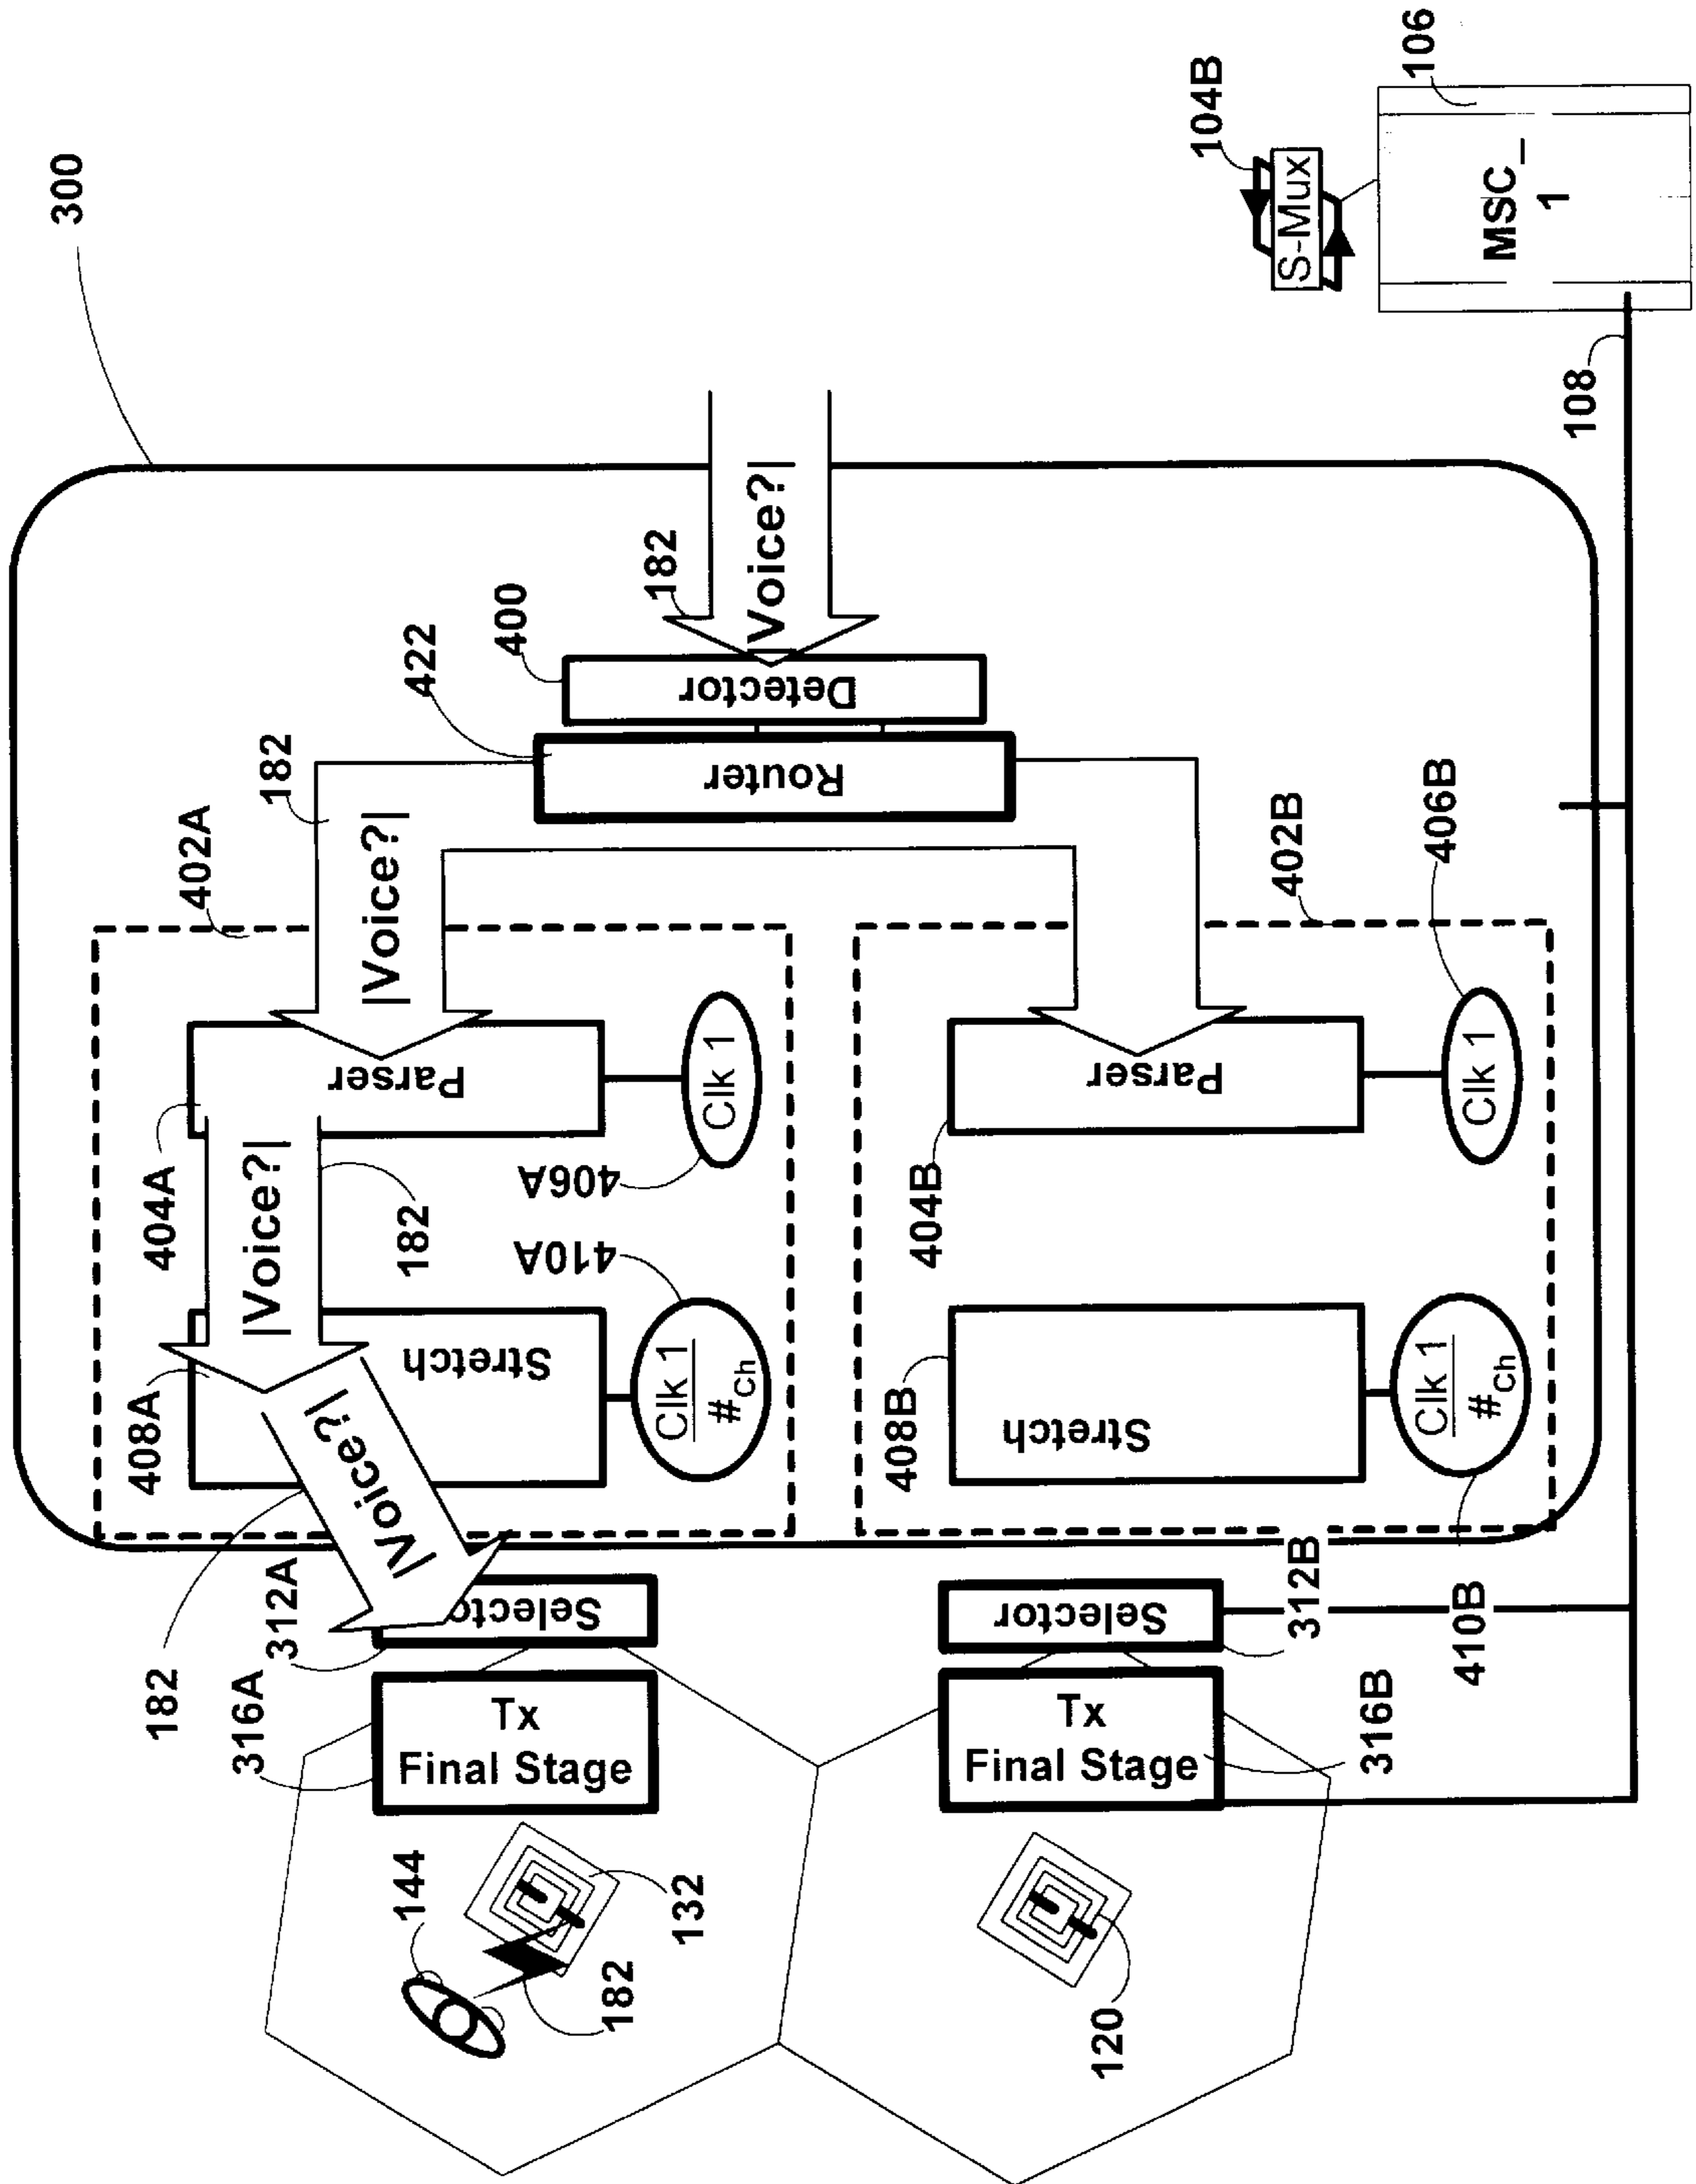 300
104B
S-Mux
106
MSC_
1
108
|Voice?|
182
400
Detector
422
Router
182
|Voice?|
402A
402B
406B
404A
Parser
Clk 1
406A
|Voice?|
182
404B
Parser
Clk 1
410A
408A
Stretch
Clk 1
#Ch
408B
Stretch
Clk 1
#Ch
|Voice?|
182
312A
Selector
312B
Selector
410B
316A
Tx
Final Stage
Tx
Final Stage
316B
144
182
132
120